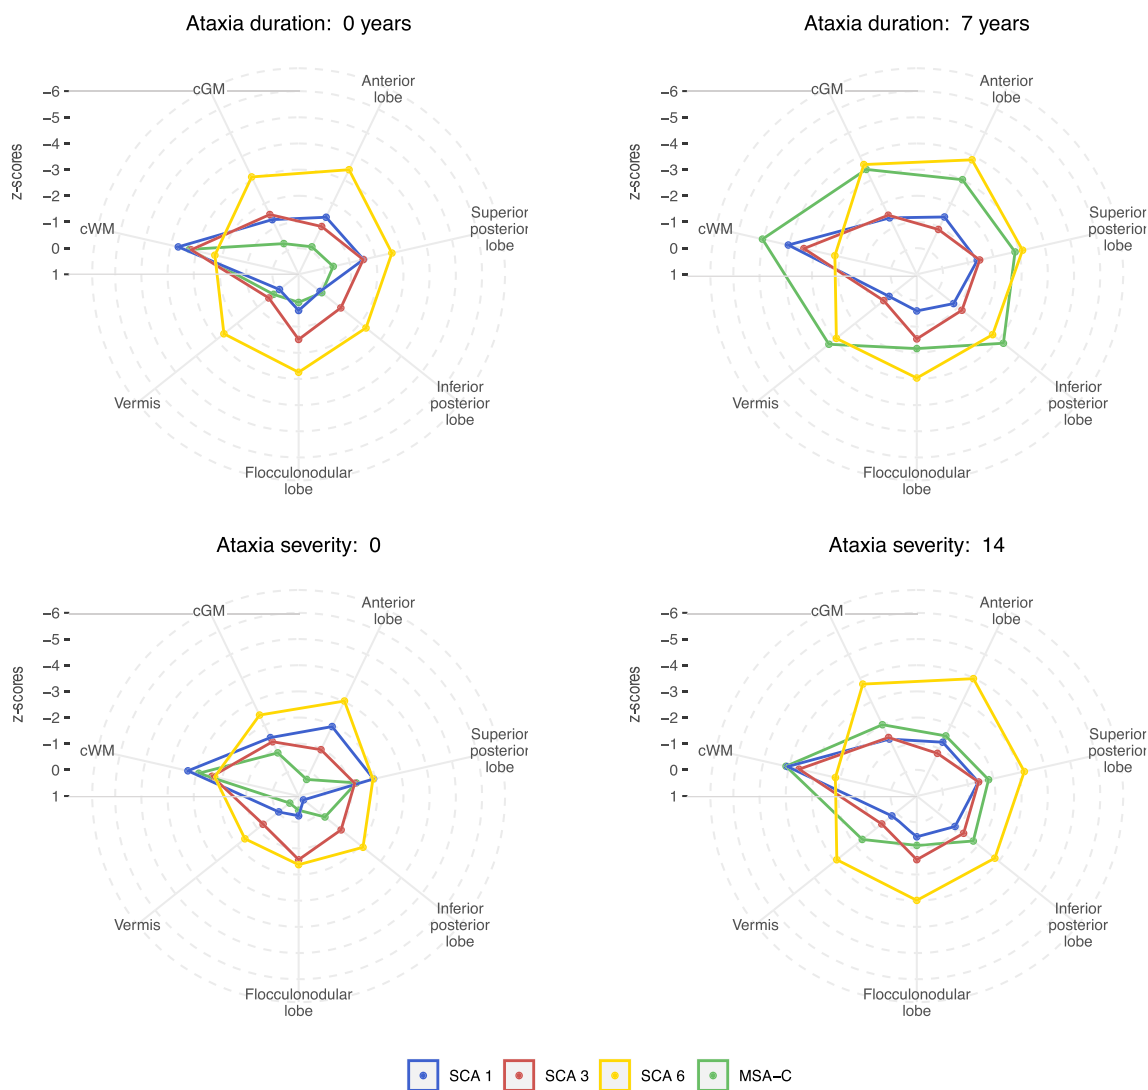 Ataxia duration:  0 years
Ataxia duration:  7 years
−6
−5
−4
−3
−2
−1
0
1
z-scores
cGM
Anterior
lobe
Superior
posterior
lobe
Inferior
posterior
lobe
Flocculonodular
lobe
Vermis
cWM
−6
−5
−4
−3
−2
−1
0
1
z-scores
cGM
Anterior
lobe
Superior
posterior
lobe
Inferior
posterior
lobe
Flocculonodular
lobe
Vermis
cWM
Ataxia severity:  0
Ataxia severity:  14
−6
−5
−4
−3
−2
−1
0
1
z-scores
cGM
Anterior
lobe
Superior
posterior
lobe
Inferior
posterior
lobe
Flocculonodular
lobe
Vermis
cWM
−6
−5
−4
−3
−2
−1
0
1
z-scores
cGM
Anterior
lobe
Superior
posterior
lobe
Inferior
posterior
lobe
Flocculonodular
lobe
Vermis
cWM
SCA 1 SCA 3 SCA 6 MSA−C